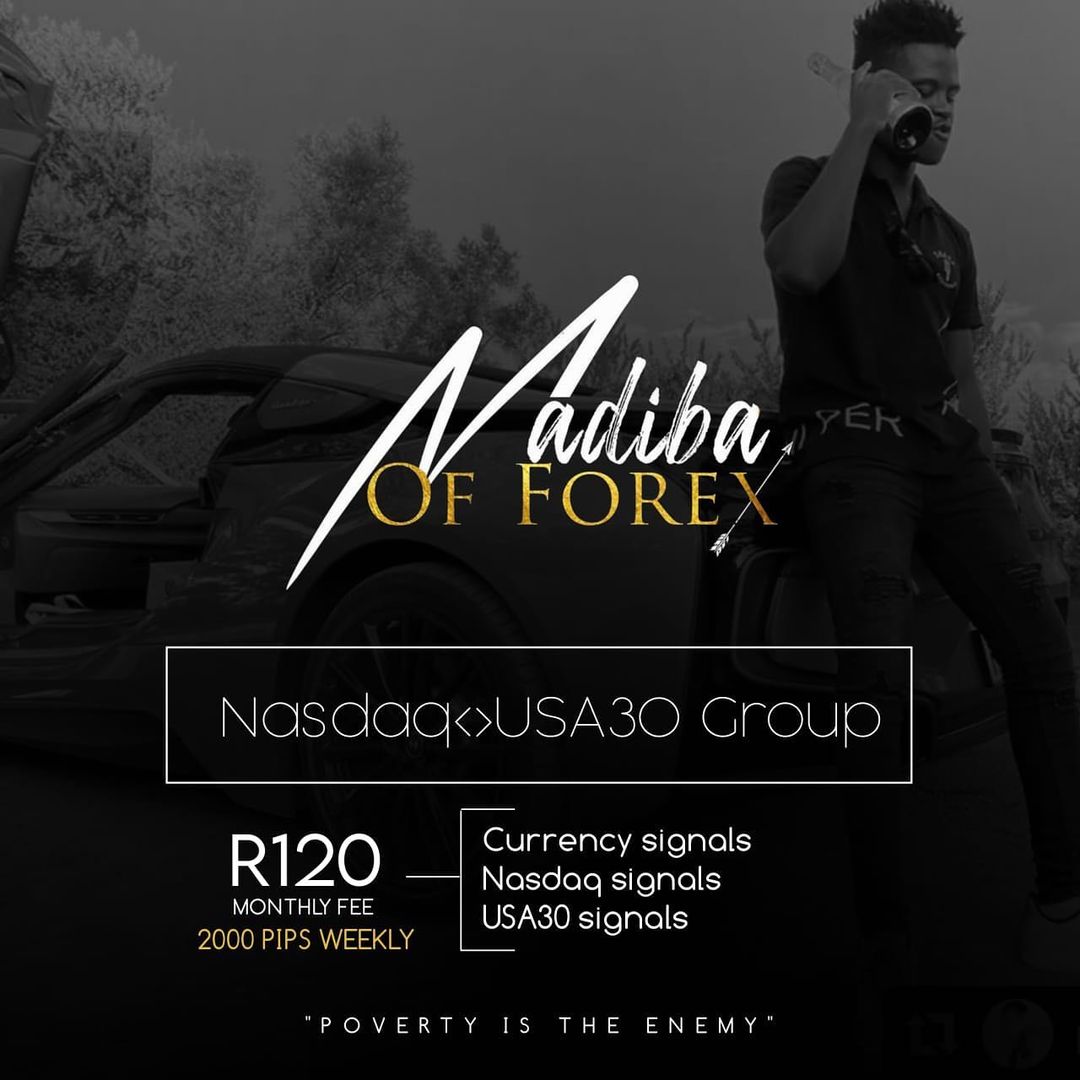 Madiba
OF FOREX
Nasdaq<>USA30 Group
R120
MONTHLY FEE
2000 PIPS WEEKLY
Currency signals
Nasdaq signals
USA30 signals
"POVERTY IS THE ENEMY"